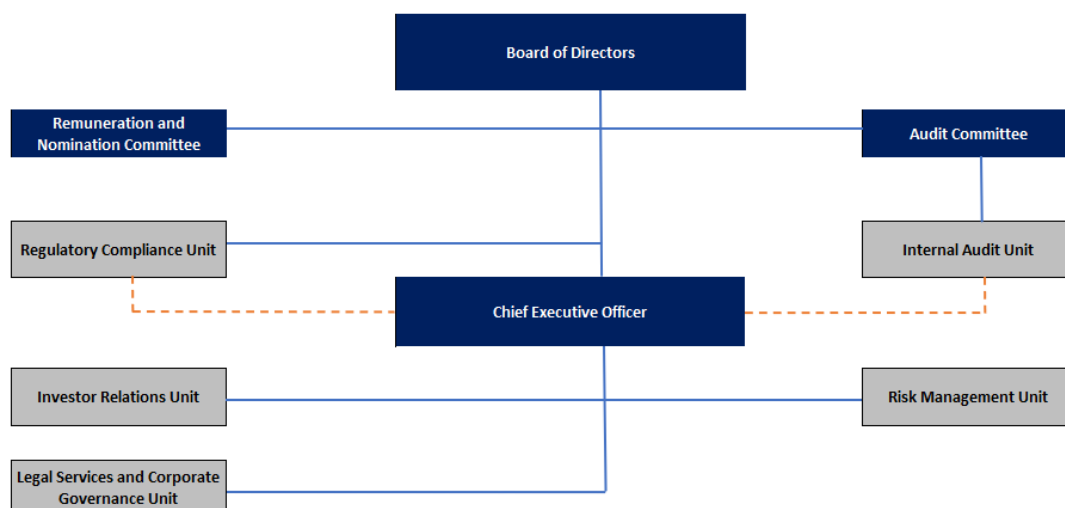 Board of Directors
Remuneration and
Nomination Committee
Audit Committee
Regulatory Compliance Unit
Internal Audit Unit
Chief Executive Officer
Investor Relations Unit
Risk Management Unit
Legal Services and Corporate
Governance Unit